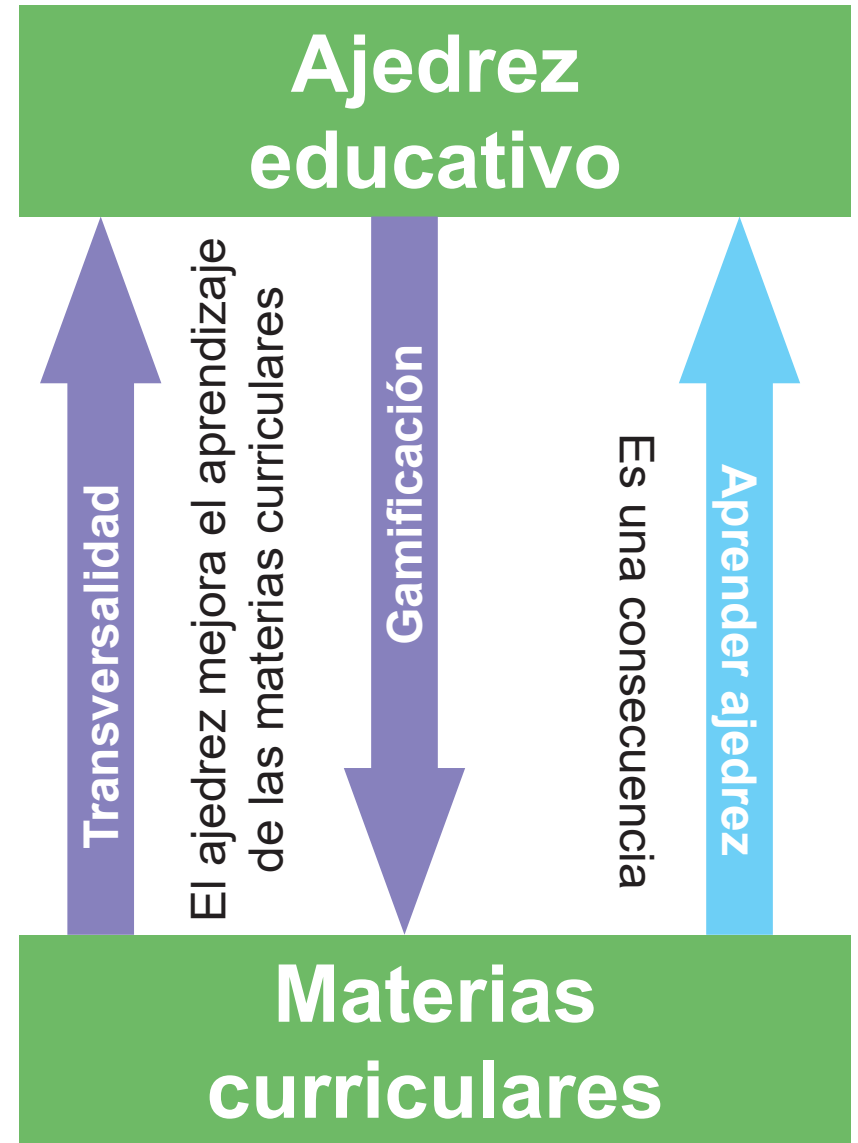 Ajedrez
educativo
Transversalidad
El ajedrez mejora el aprendizaje
de las materias curriculares
Gamificación
Es una consecuencia
Aprender ajedrez
Materias
curriculares